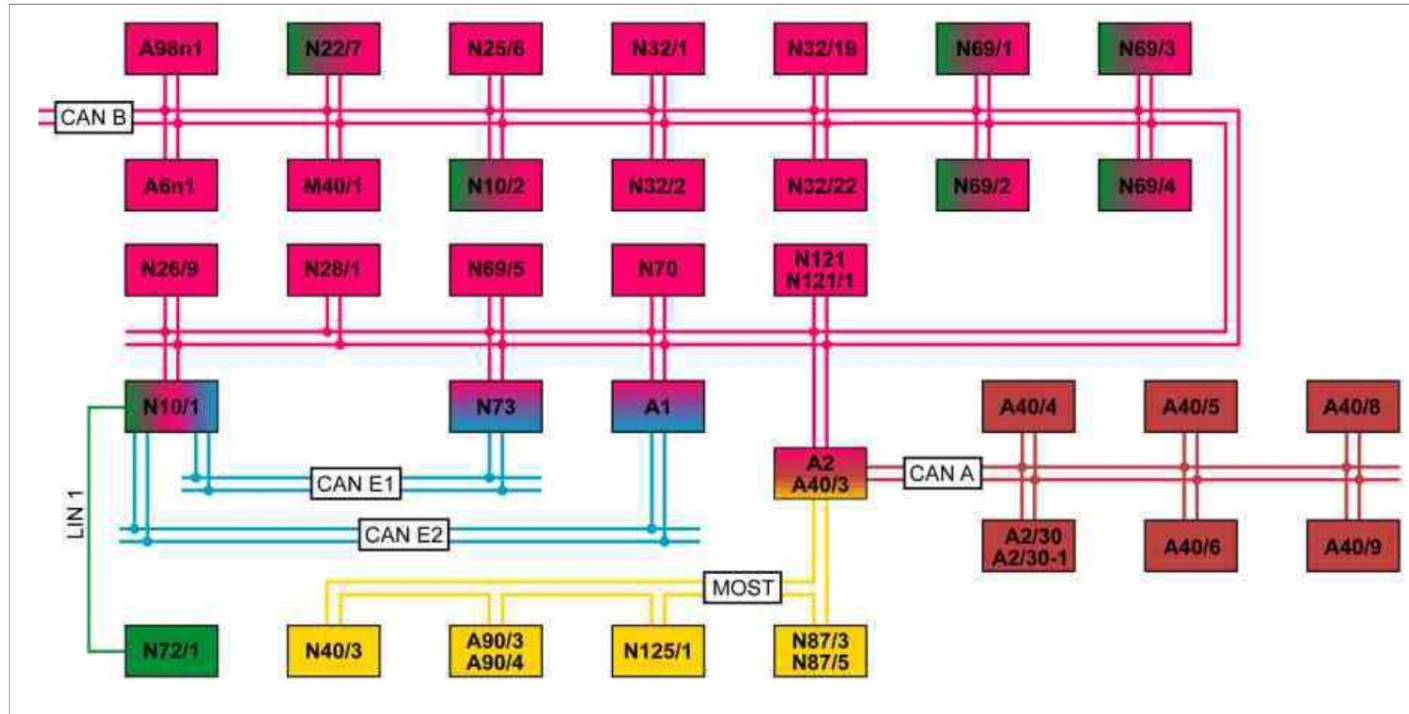 A98n1
N22/7
N25/6
N32/1
N32/19
N69/1
N69/3
CAN B
A6n1
M40/1
N10/2
N32/2
N32/22
N69/2
N69/4
N26/9
N28/1
N69/5
N70
N121
N121/1
N10/1
N73
A1
A40/4
A40/5
A40/8
A2
A40/3
CAN A
CAN E1
CAN E2
LIN 1
A2/30
A2/30-1
A40/6
A40/9
MOST
N72/1
N40/3
A90/3
A90/4
N125/1
N87/3
N87/5